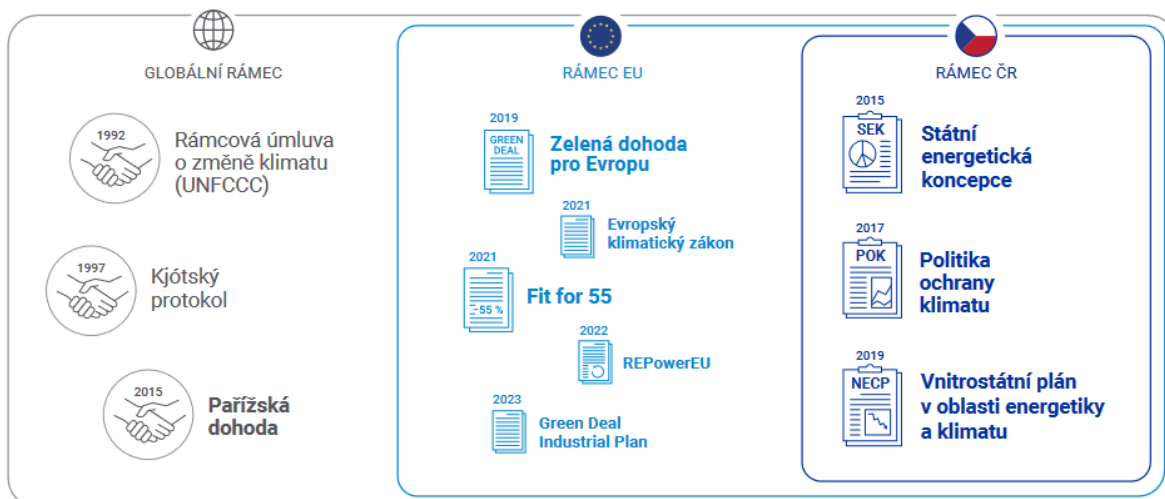 GLOBÁLNÍ RÁMEC
1992
Rámcová úmluva
o změně klimatu
(UNFCCC)
1997
Kjótský
protokol
2015
Pařížská
dohoda
RÁMEC EU
2019
GREEN
DEAL
Zelená dohoda
pro Evropu
2021
Evropský
klimatický zákon
2021
-55 %
Fit for 55
2022
REPowerEU
2023
Green Deal
Industrial Plan
RÁMEC ČR
2015
SEK
Státní
energetická
koncepce
2017
POK
Politika
ochrany
klimatu
2019
NECP
Vnitrostátní plán
v oblasti energetiky
a klimatu